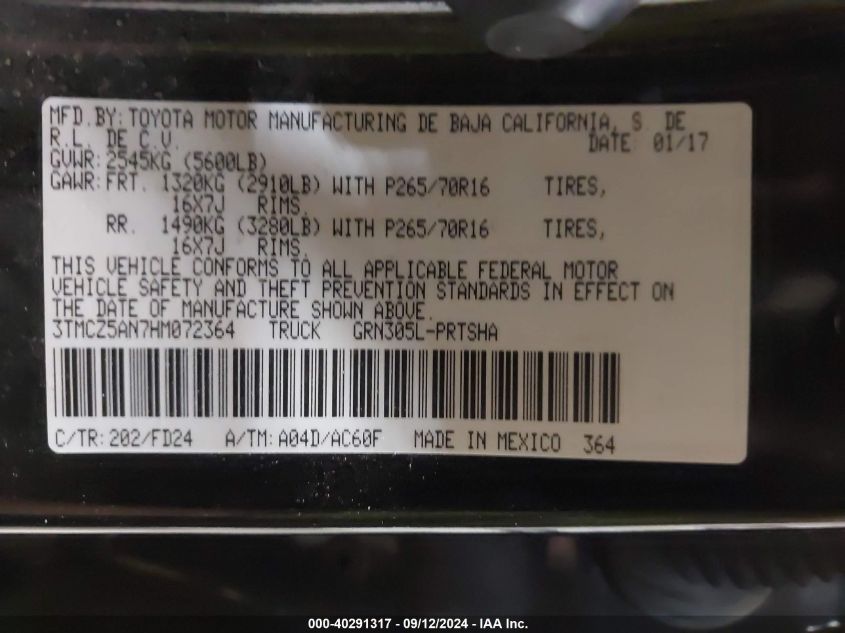 MFD.BY: TOYOTA MOTOR MANUFACTURING DE BAJA CALIFORNIA, S. DE
R.L. DE C.V. DATE: 01/17
GVWR: 2545KG (5600LB)
GAWR: FRT. 1320KG (2910LB) WITH P265/70R16 TIRES,
16X7J RIMS.
RR. 1490KG (3280LB) WITH P265/70R16 TIRES,
16X7J RIMS.
THIS VEHICLE CONFORMS TO ALL APPLICABLE FEDERAL MOTOR
VEHICLE SAFETY AND THEFT PREVENTION STANDARDS IN EFFECT ON
THE DATE OF MANUFACTURE SHOWN ABOVE.
3TMCZ5AN7HM072364 TRUCK GRN305L-PRTSHA
C/TR: 202/FD24 A/TM: A04D/AC60F MADE IN MEXICO 364
000-40291317 - 09/12/2024 - IAA Inc.